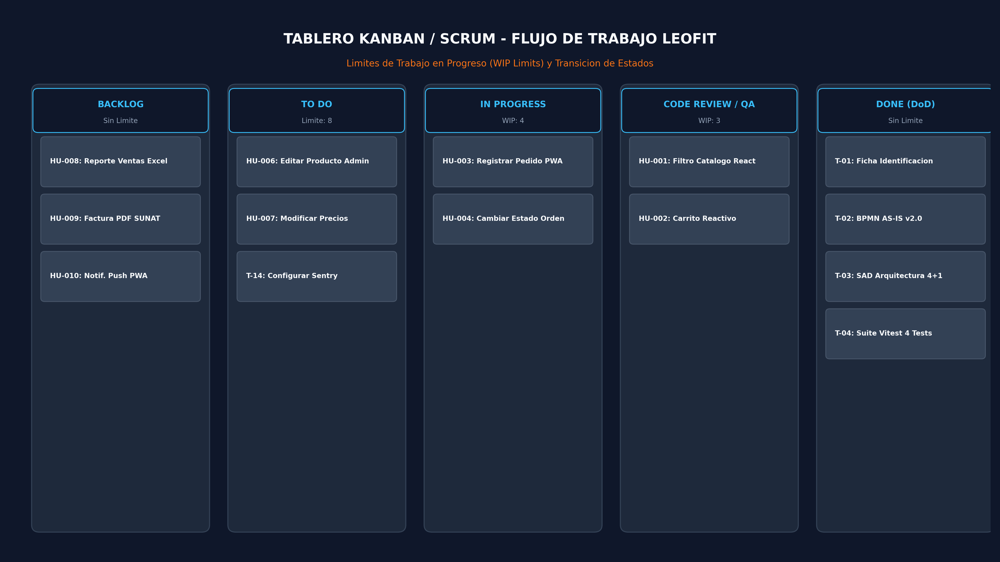 TABLERO KANBAN / SCRUM - FLUJO DE TRABAJO LEOFIT
Limites de Trabajo en Progreso (WIP Limits) y Transicion de Estados
BACKLOG
Sin Limite
HU-008: Reporte Ventas Excel
HU-009: Factura PDF SUNAT
HU-010: Notif. Push PWA
TO DO
Limite: 8
HU-006: Editar Producto Admin
HU-007: Modificar Precios
T-14: Configurar Sentry
IN PROGRESS
WIP: 4
HU-003: Registrar Pedido PWA
HU-004: Cambiar Estado Orden
CODE REVIEW / QA
WIP: 3
HU-001: Filtro Catalogo React
HU-002: Carrito Reactivo
DONE (DoD)
Sin Limite
T-01: Ficha Identificacion
T-02: BPMN AS-IS v2.0
T-03: SAD Arquitectura 4+1
T-04: Suite Vitest 4 Tests